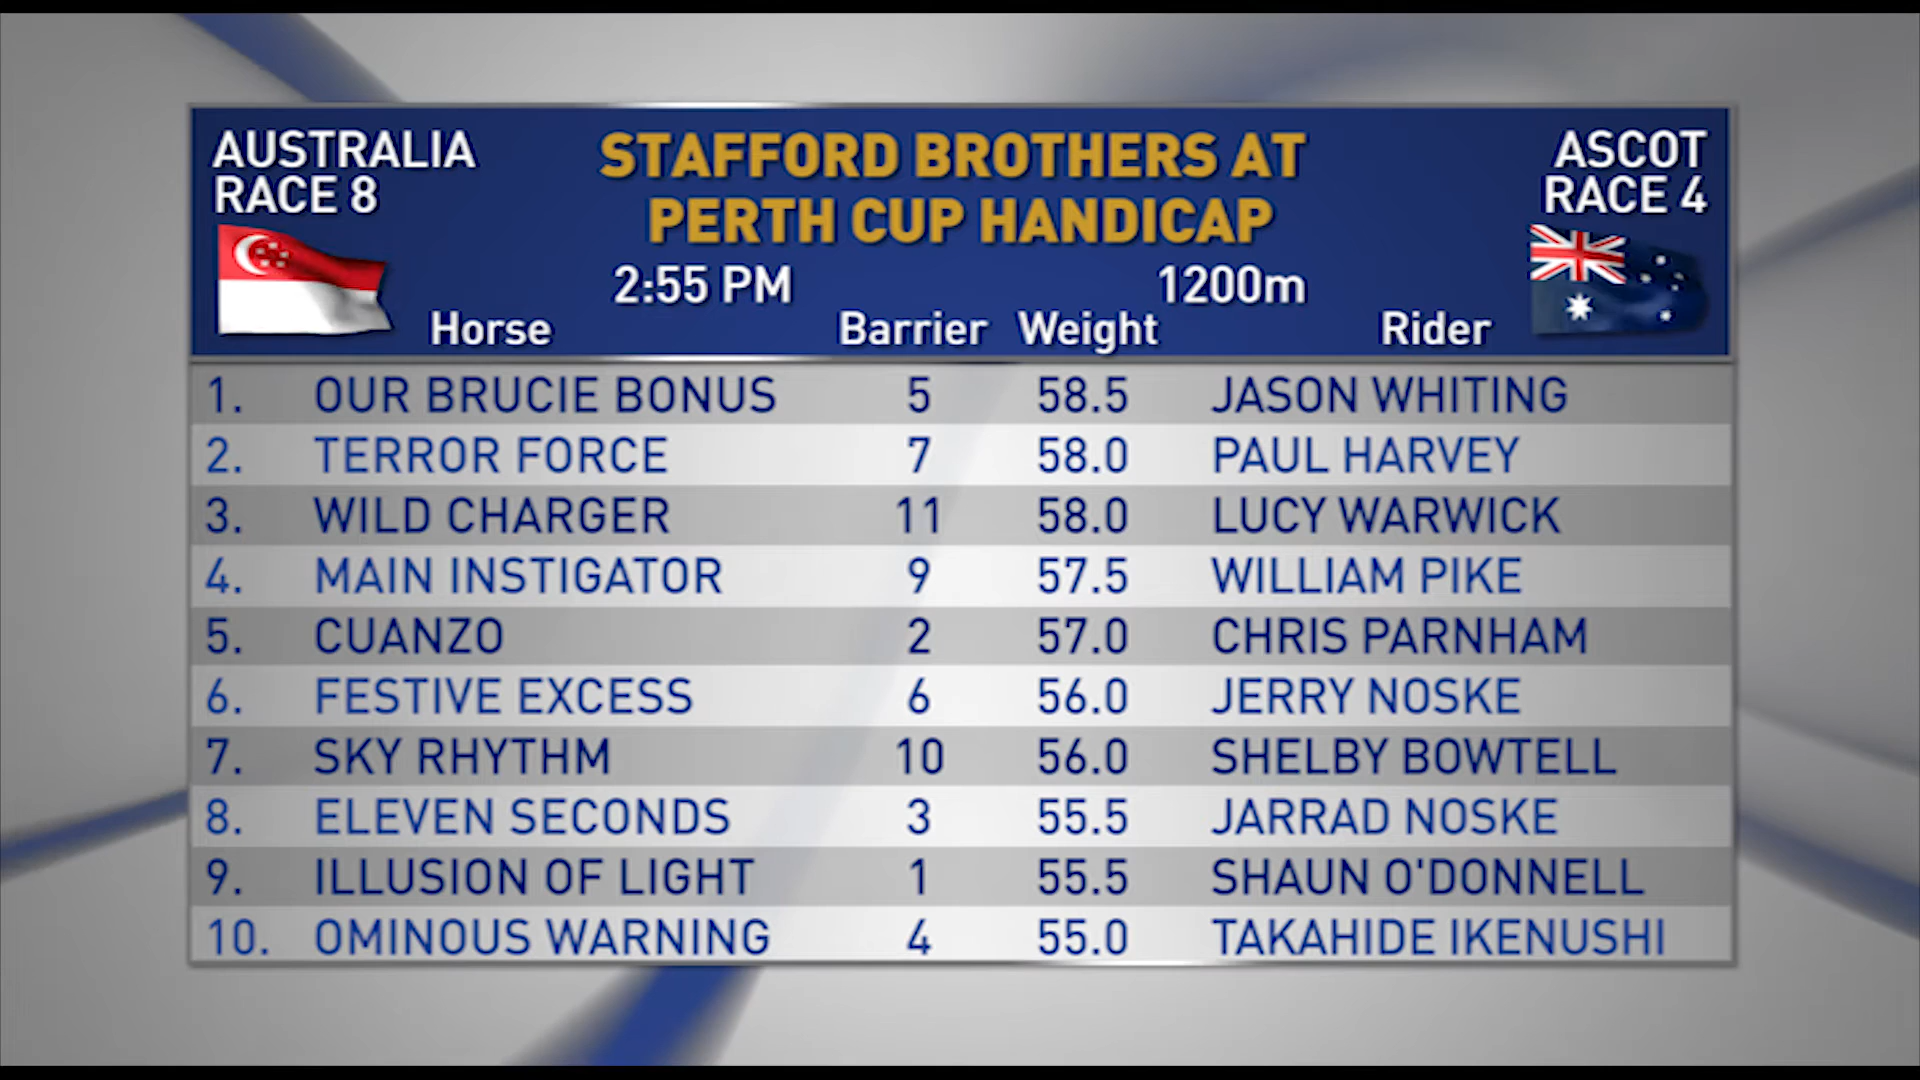 AUSTRALIA
RACE 8
STAFFORD BROTHERS AT
PERTH CUP HANDICAP
ASCOT
RACE 4
2:55 PM 1200m
Horse Barrier Weight Rider
1. OUR BRUCIE BONUS 5 58.5 JASON WHITING
2. TERROR FORCE 7 58.0 PAUL HARVEY
3. WILD CHARGER 11 58.0 LUCY WARWICK
4. MAIN INSTIGATOR 9 57.5 WILLIAM PIKE
5. CUANZO 2 57.0 CHRIS PARNHAM
6. FESTIVE EXCESS 6 56.0 JERRY NOSKE
7. SKY RHYTHM 10 56.0 SHELBY BOWTELL
8. ELEVEN SECONDS 3 55.5 JARRAD NOSKE
9. ILLUSION OF LIGHT 1 55.5 SHAUN O'DONNELL
10. OMINOUS WARNING 4 55.0 TAKAHIDE IKENUSHI